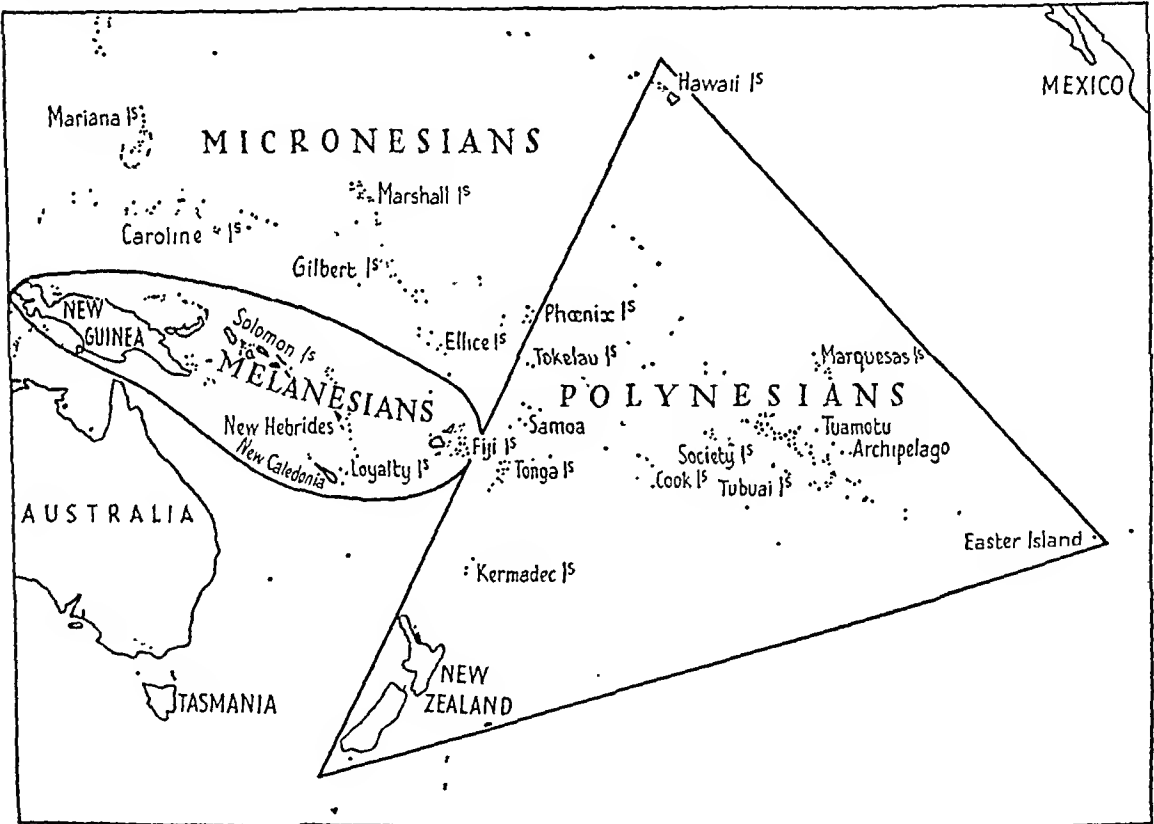 Hawaii Is
MEXICO
Mariana Is
MICRONESIANS
Marshall Is
Caroline Is
Gilbert Is
NEW
GUINEA
Phœnix Is
Solomon Is
Ellice Is
Tokelau Is
Marquesas Is
MELANESIANS
POLYNESIANS
New Hebrides
Samoa
Tuamotu
Archipelago
Fiji Is
Society Is
New Caledonia
Loyalty Is
Tonga Is
Cook Is
Tubuai Is
AUSTRALIA
Easter Island
Kermadec Is
NEW
ZEALAND
TASMANIA